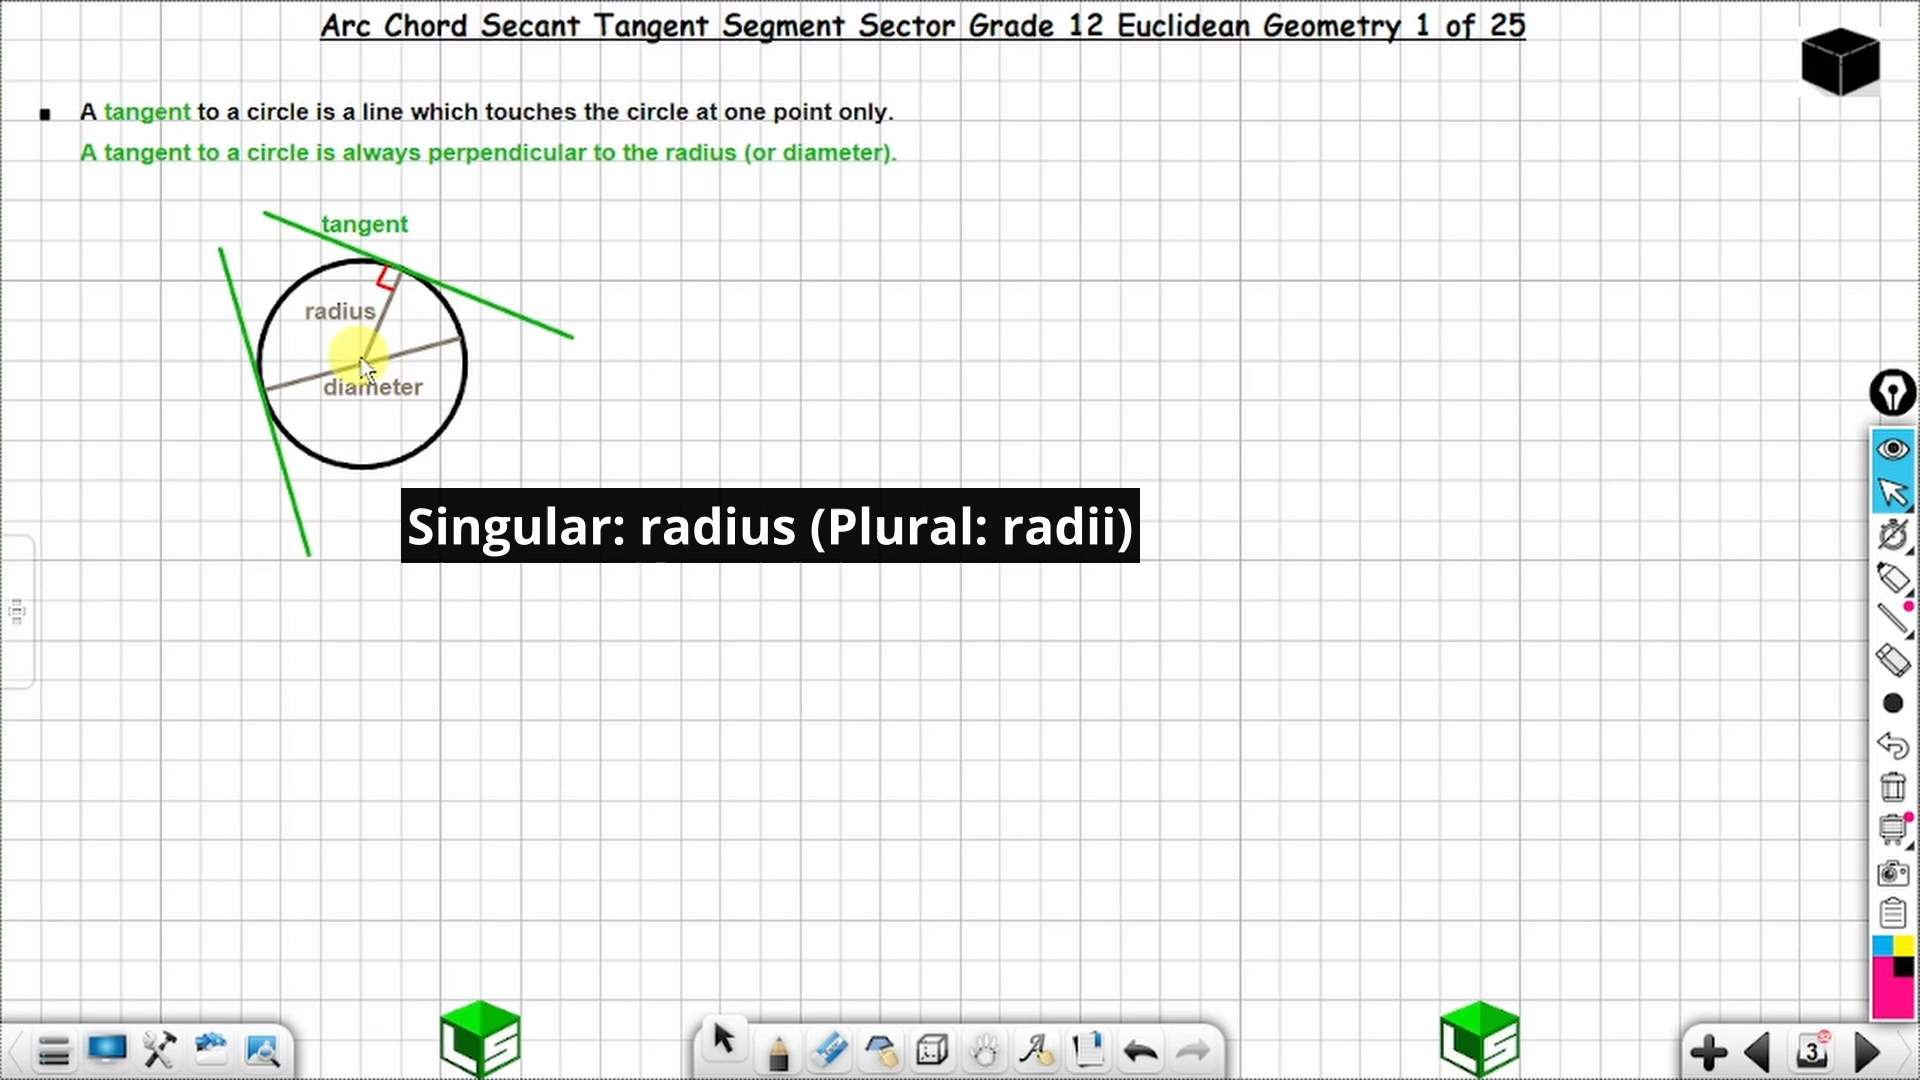 Arc Chord Secant Tangent Segment Sector Grade 12 Euclidean Geometry 1 of 25
A tangent to a circle is a line which touches the circle at one point only.
A tangent to a circle is always perpendicular to the radius (or diameter).
tangent
radius
diameter
Singular: radius (Plural: radii)
LS
LS
3